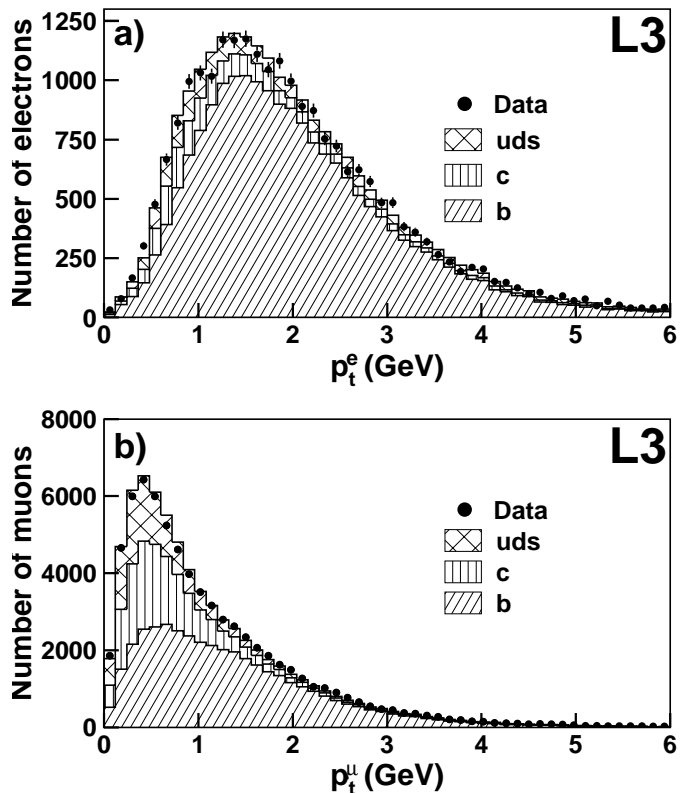 a)
L3
Number of electrons
1250
1000
750
500
250
0
Data
uds
c
b
0 1 2 3 4 5 6
p_t^e (GeV)
b)
L3
Number of muons
8000
6000
4000
2000
0
Data
uds
c
b
0 1 2 3 4 5 6
p_t^μ (GeV)